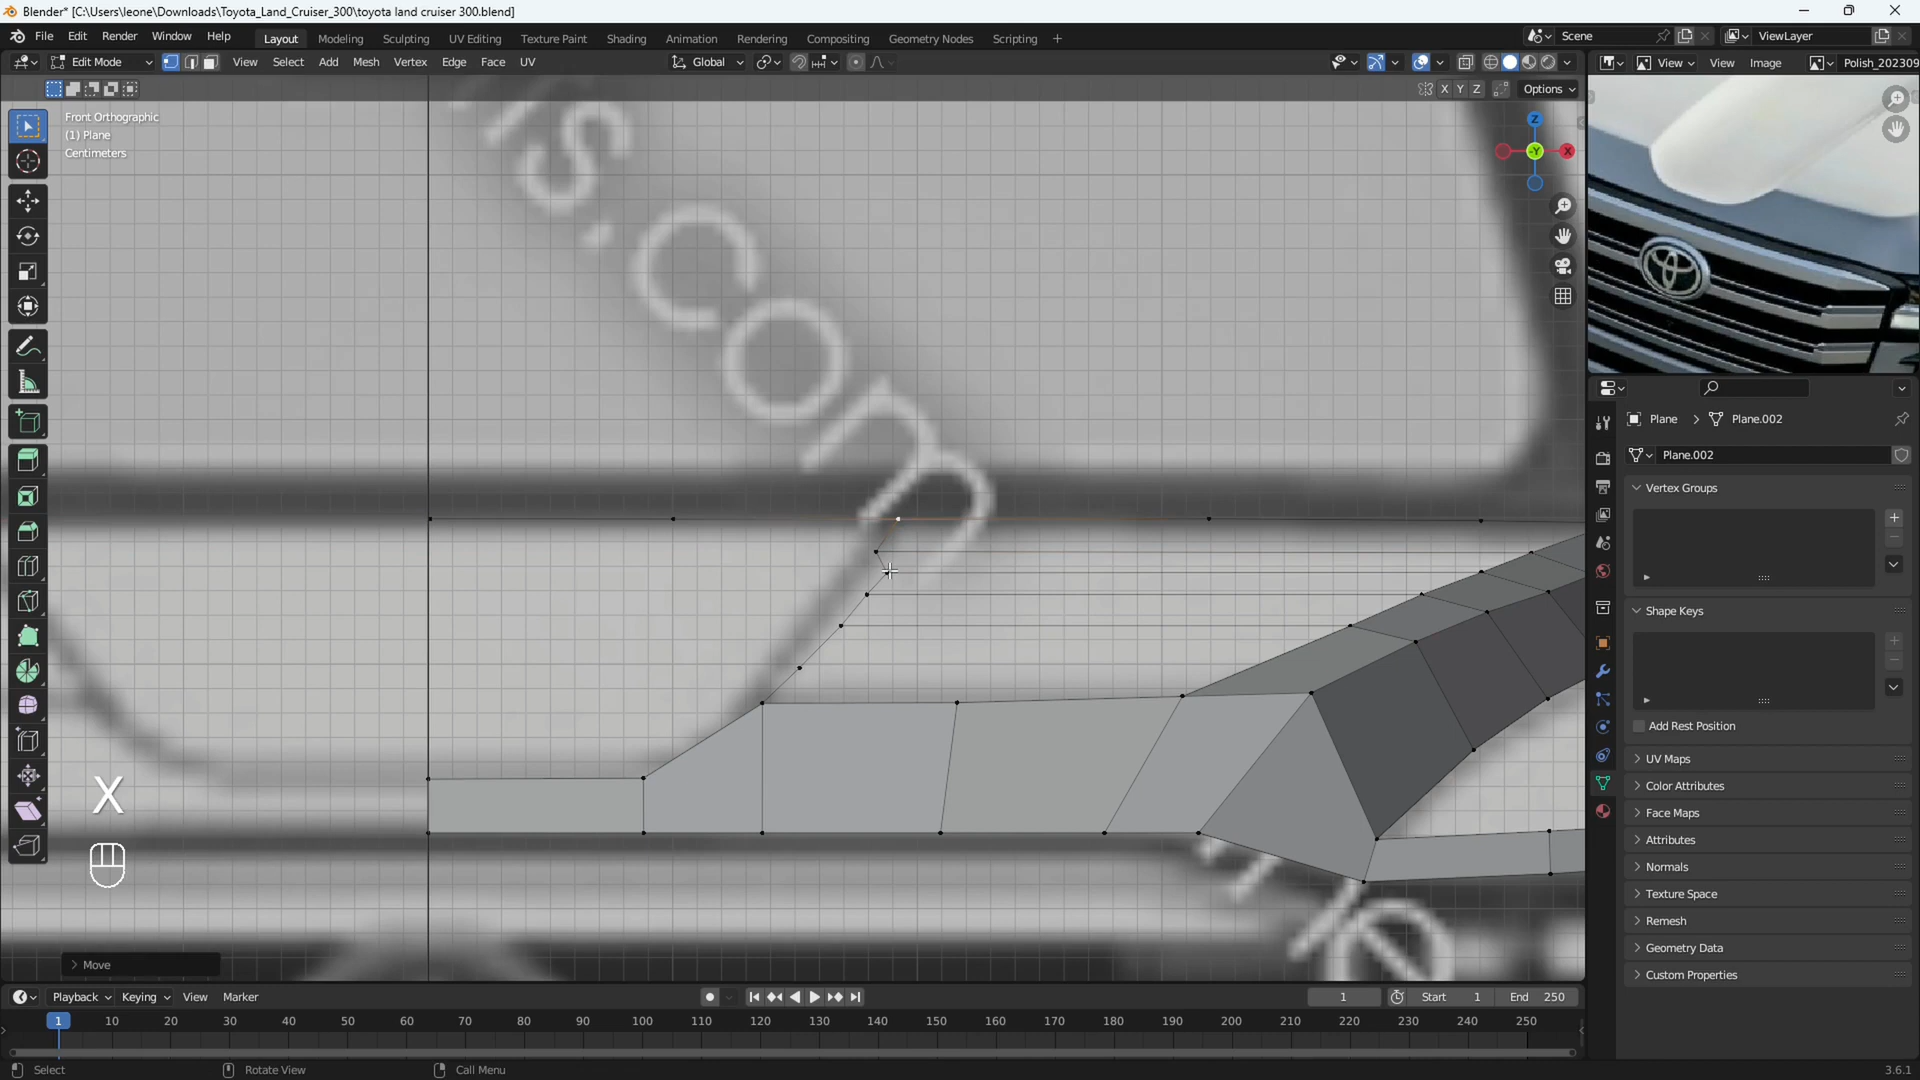 Blender* [C:\Users\leone\Downloads\Toyota_Land_Cruiser_300\toyota land cruiser 300.blend]
File Edit Render Window Help Layout Modeling Sculpting UV Editing Texture Paint Shading Animation Rendering Compositing Geometry Nodes Scripting + Scene ViewLayer
Edit Mode View Select Add Mesh Vertex Edge Face UV Global View View Image Polish_202309
X Y Z Options
Front Orthographic
(1) Plane
Centimeters
Z
-Y X
rs.com
Plane > Plane.002
Plane.002
Vertex Groups
Shape Keys
Add Rest Position
UV Maps
Color Attributes
Face Maps
Attributes
Normals
Texture Space
Remesh
Geometry Data
Custom Properties
X
> Move
Playback Keying View Marker 1 Start 1 End 250
1 10 20 30 40 50 60 70 80 90 100 110 120 130 140 150 160 170 180 190 200 210 220 230 240 250
Select Rotate View Call Menu 3.6.1